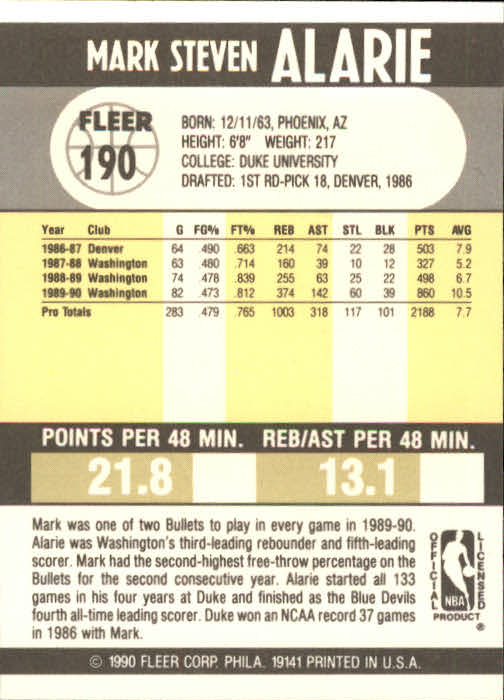 MARK STEVEN ALARIE
FLEER
190
BORN: 12/11/63, PHOENIX, AZ
HEIGHT: 6'8" WEIGHT: 217
COLLEGE: DUKE UNIVERSITY
DRAFTED: 1ST RD-PICK 18, DENVER, 1986
Year Club G FG% FT% REB AST STL BLK PTS AVG
1986-87 Denver 64 .490 .663 214 74 22 28 503 7.9
1987-88 Washington 63 .480 .714 160 39 10 12 327 5.2
1988-89 Washington 74 .478 .839 255 63 25 22 498 6.7
1989-90 Washington 82 .473 .812 374 142 60 39 860 10.5
Pro Totals 283 .479 .765 1003 318 117 101 2188 7.7
POINTS PER 48 MIN. REB/AST PER 48 MIN.
21.8 13.1
Mark was one of two Bullets to play in every game in 1989-90.
Alarie was Washington's third-leading rebounder and fifth-leading
scorer. Mark had the second-highest free-throw percentage on the
Bullets for the second consecutive year. Alarie started all 133
games in his four years at Duke and finished as the Blue Devils
fourth all-time leading scorer. Duke won an NCAA record 37 games
in 1986 with Mark.
OFFICIAL
LICENSED
NBA
PRODUCT ®
© 1990 FLEER CORP. PHILA. 19141 PRINTED IN U.S.A.